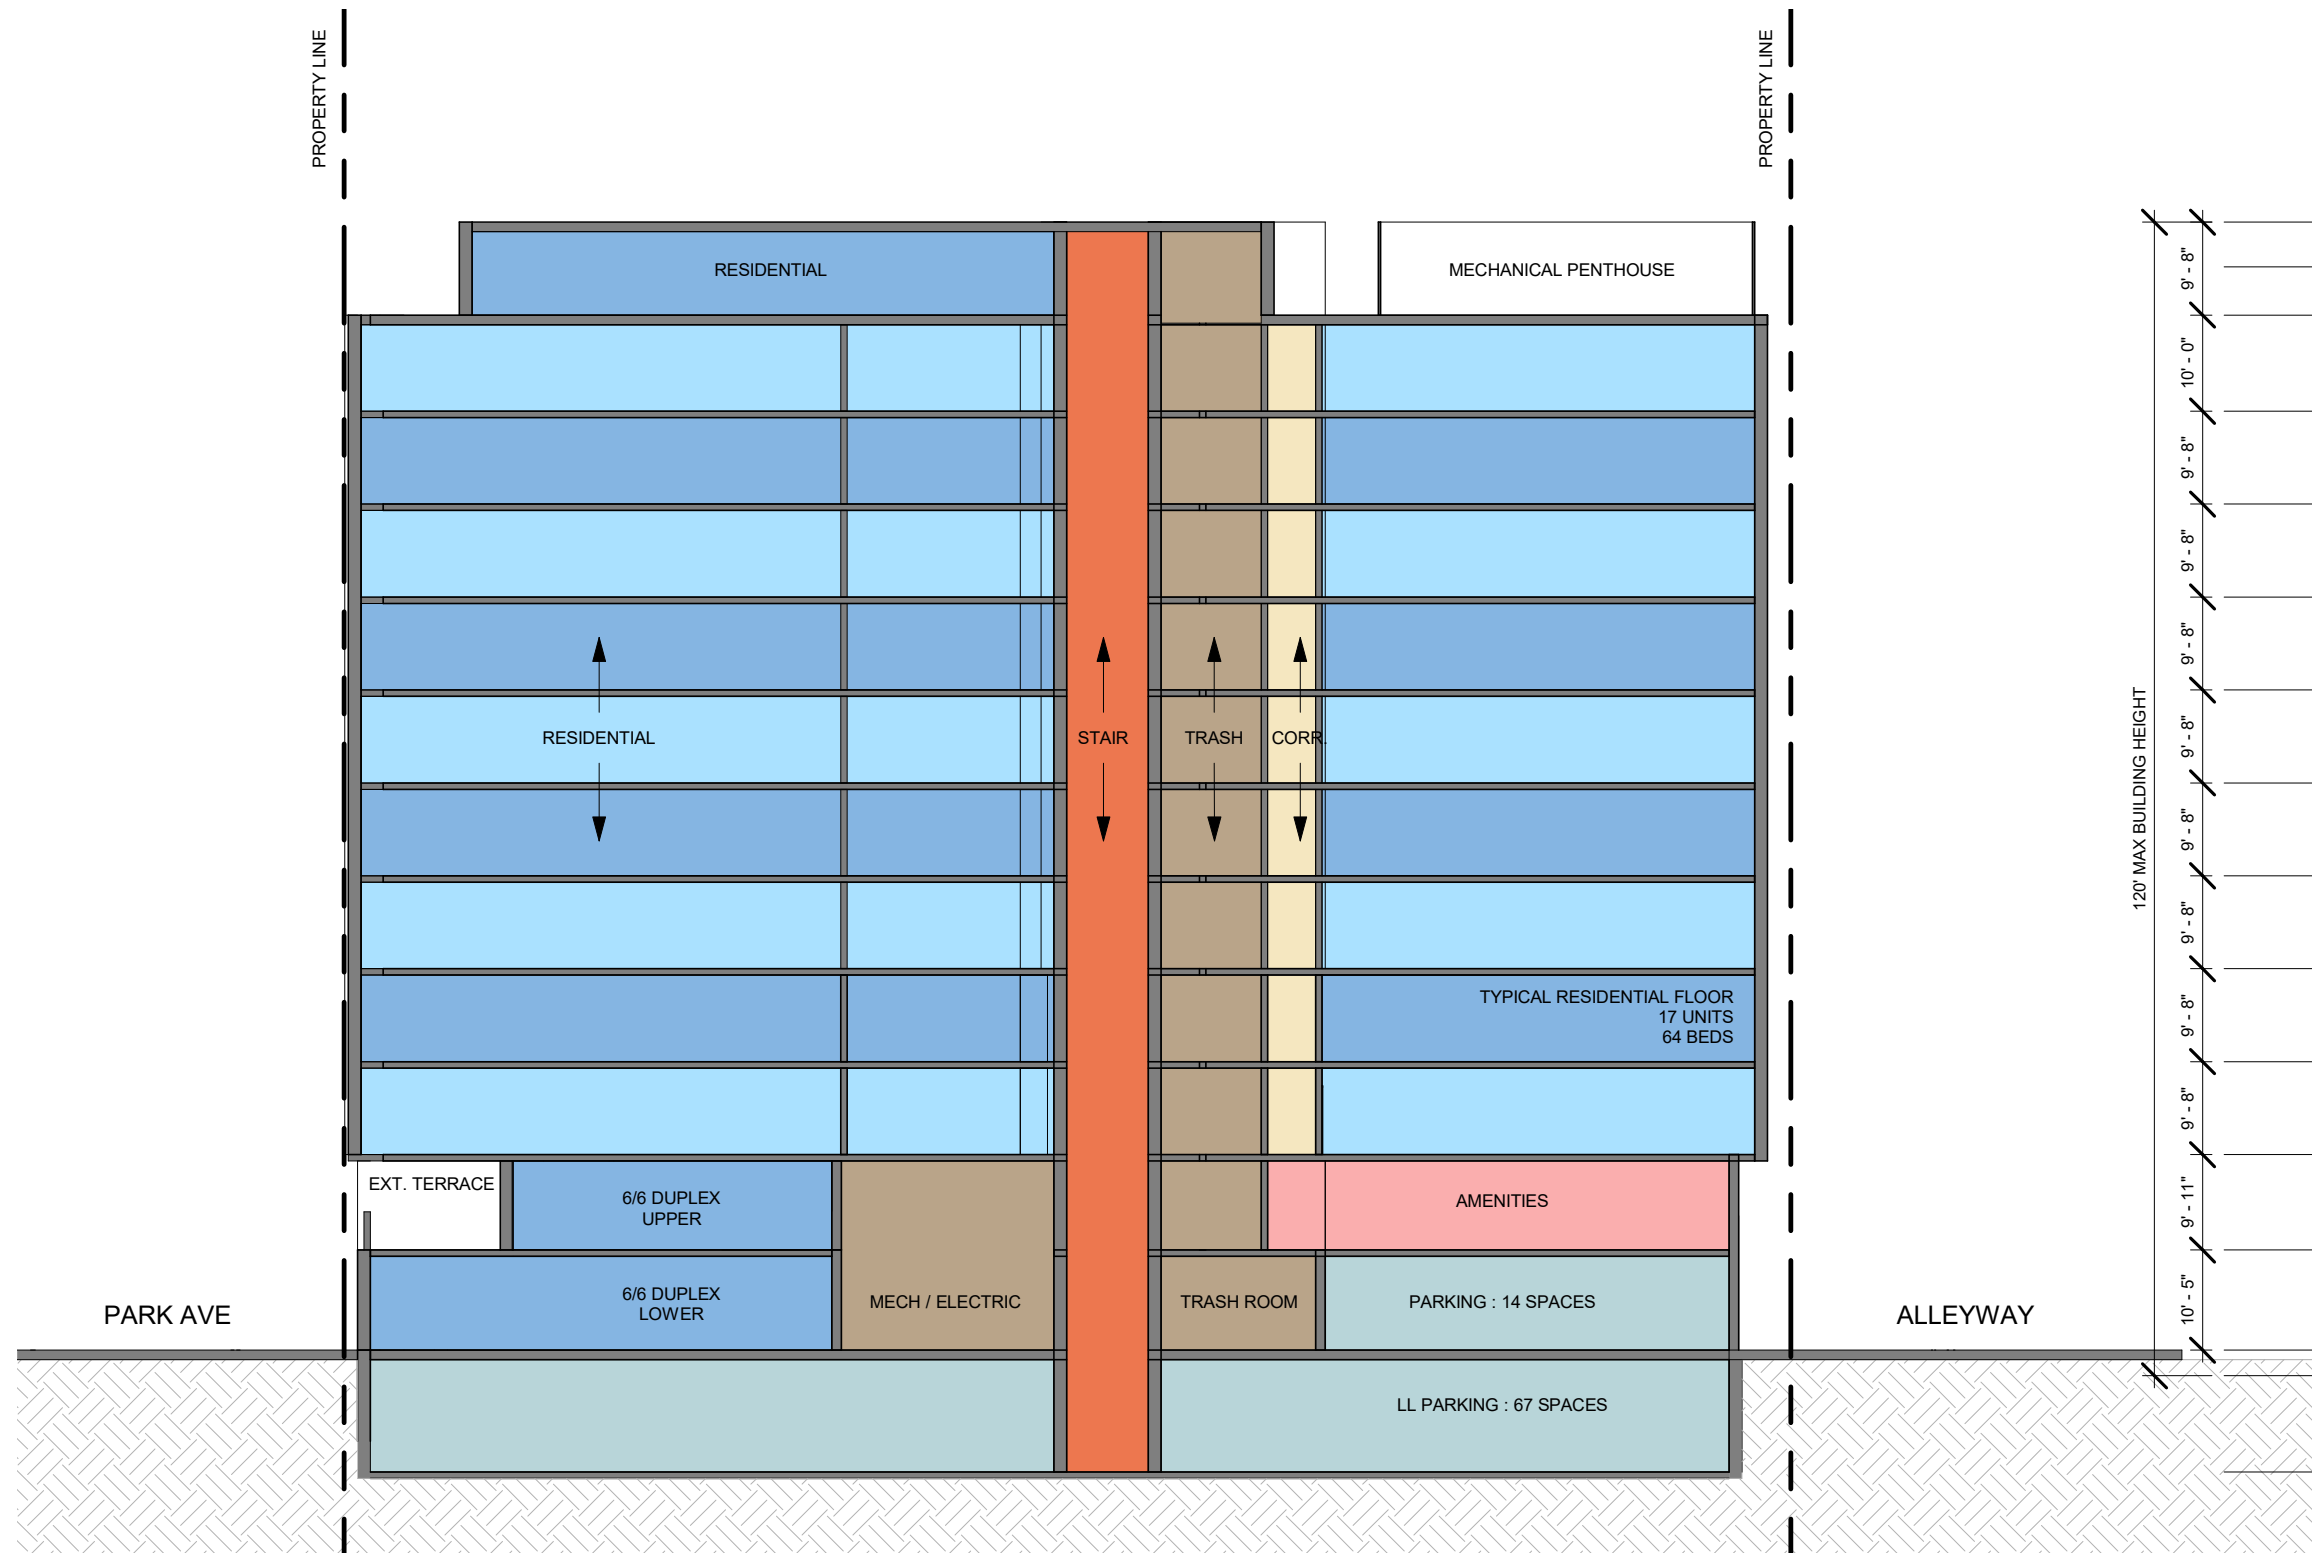 PROPERTY LINE
PROPERTY LINE
RESIDENTIAL
MECHANICAL PENTHOUSE
9' - 8"
10' - 0"
9' - 8"
9' - 8"
9' - 8"
RESIDENTIAL
STAIR
TRASH
CORR.
9' - 8"
120' MAX BUILDING HEIGHT
9' - 8"
9' - 8"
TYPICAL RESIDENTIAL FLOOR
17 UNITS
64 BEDS
9' - 8"
9' - 8"
EXT. TERRACE
6/6 DUPLEX
UPPER
AMENITIES
9' - 11"
6/6 DUPLEX
LOWER
MECH / ELECTRIC
TRASH ROOM
PARKING : 14 SPACES
10' - 5"
PARK AVE
ALLEYWAY
LL PARKING : 67 SPACES